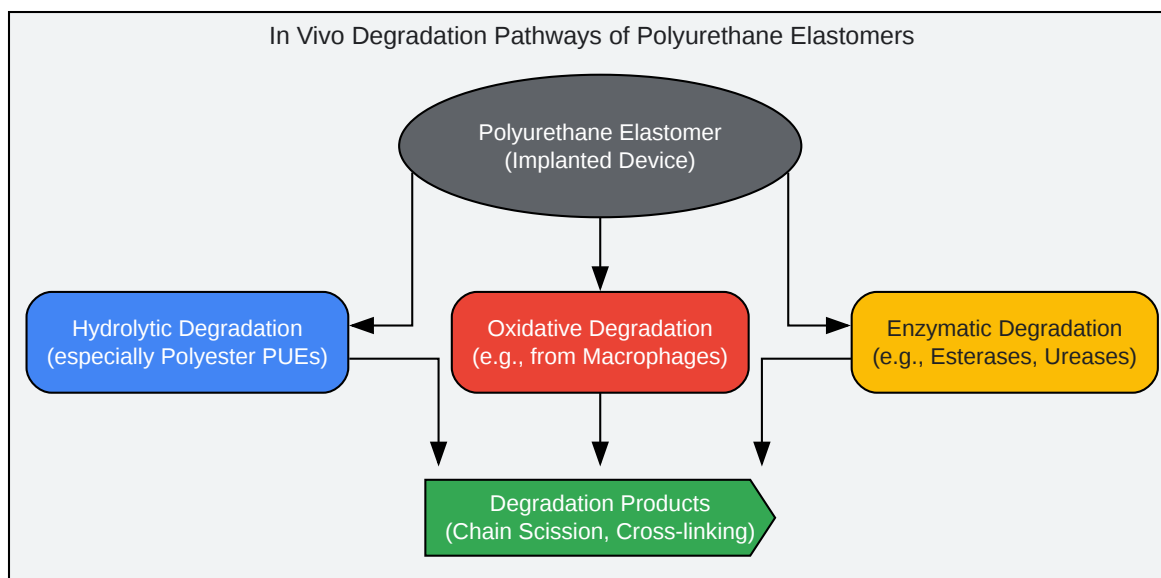 In Vivo Degradation Pathways of Polyurethane Elastomers
Polyurethane Elastomer
(Implanted Device)
Hydrolytic Degradation
(especially Polyester PUEs)
Oxidative Degradation
(e.g., from Macrophages)
Enzymatic Degradation
(e.g., Esterases, Ureases)
Degradation Products
(Chain Scission, Cross-linking)